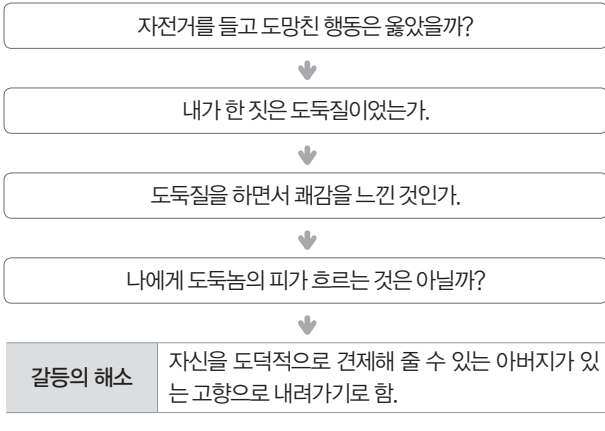 자전거를 들고 도망친 행동은 옳았을까?
내가 한 짓은 도둑질이었는가.
도둑질을 하면서 쾌감을 느낀 것인가.
나에게 도둑놈의 피가 흐르는 것은 아닐까?
갈등의 해소
자신을 도덕적으로 견제해 줄 수 있는 아버지가 있
는 고향으로 내려가기로 함.